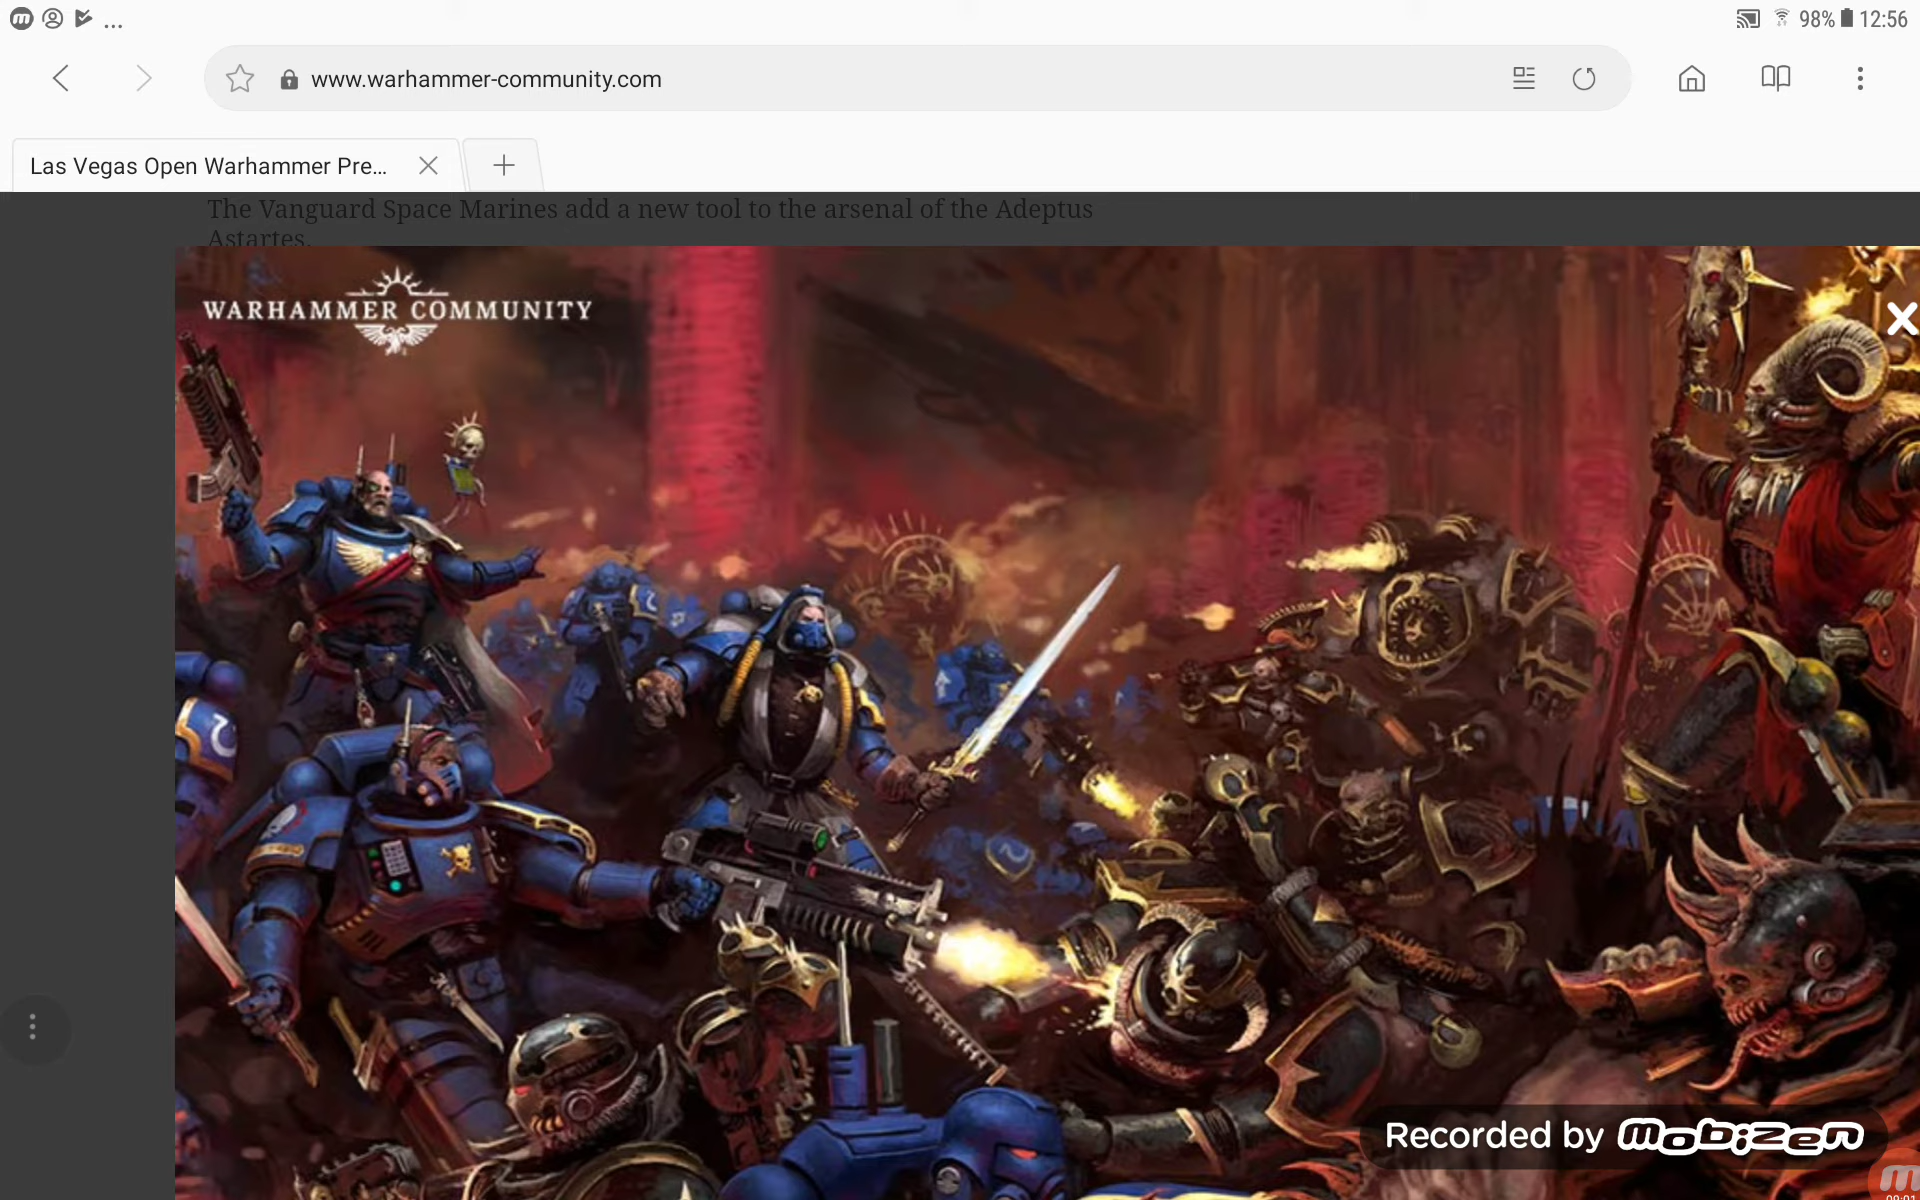 98% 12:56
www.warhammer-community.com
Las Vegas Open Warhammer Pre...
The Vanguard Space Marines add a new tool to the arsenal of the Adeptus
Astartes.
WARHAMMER COMMUNITY
Recorded by mobizen